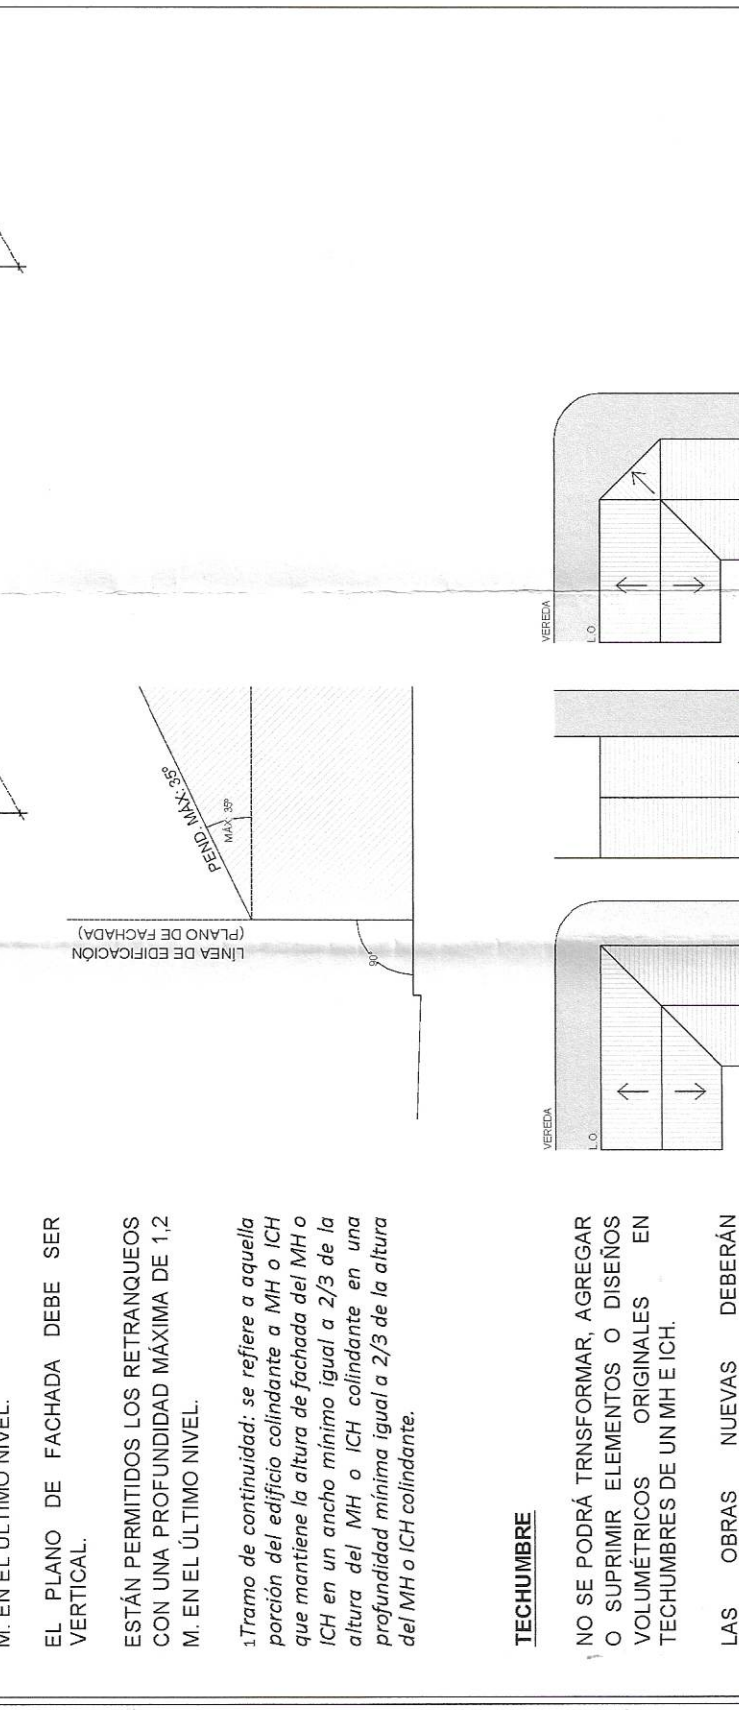 M. EN EL ÚLTIMO NIVEL.
EL PLANO DE FACHADA DEBE SER
VERTICAL.
ESTÁN PERMITIDOS LOS RETRANQUEOS
CON UNA PROFUNDIDAD MÁXIMA DE 1,2
M. EN EL ÚLTIMO NIVEL.
1Tramo de continuidad: se refiere a aquella
porción del edificio colindante a MH o ICH
que mantiene la altura de fachada del MH o
ICH en un ancho mínimo igual a 2/3 de la
altura del MH o ICH colindante en una
profundidad mínima igual a 2/3 de la altura
del MH o ICH colindante.
LÍNEA DE EDIFICACIÓN
(PLANO DE FACHADA)
PEND. MÁX: 35º
MÁX: 35º
90°
TECHUMBRE
NO SE PODRÁ TRNSFORMAR, AGREGAR
O SUPRIMIR ELEMENTOS O DISEÑOS
VOLUMÉTRICOS ORIGINALES EN
TECHUMBRES DE UN MH E ICH.
LAS OBRAS NUEVAS DEBERÁN
VEREDA
L.O.
VEREDA
L.O.